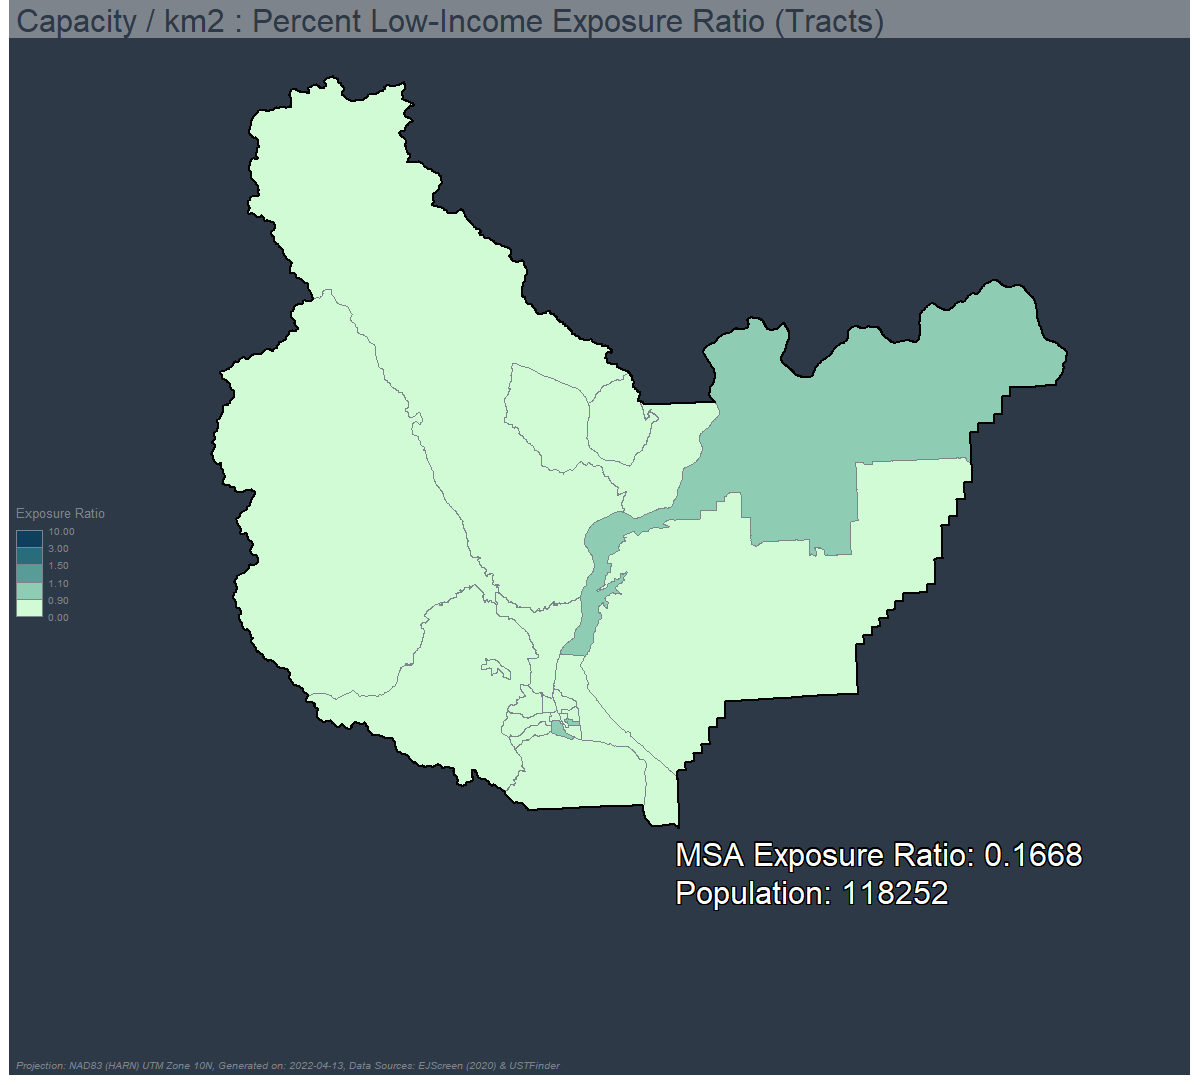 Capacity / km2 : Percent Low-Income Exposure Ratio (Tracts)
Exposure Ratio
10.00
3.00
1.50
1.10
0.90
0.00
MSA Exposure Ratio: 0.1668
Population: 118252
Projection: NAD83 (HARN) UTM Zone 10N, Generated on: 2022-04-13, Data Sources: EJScreen (2020) & USTFinder